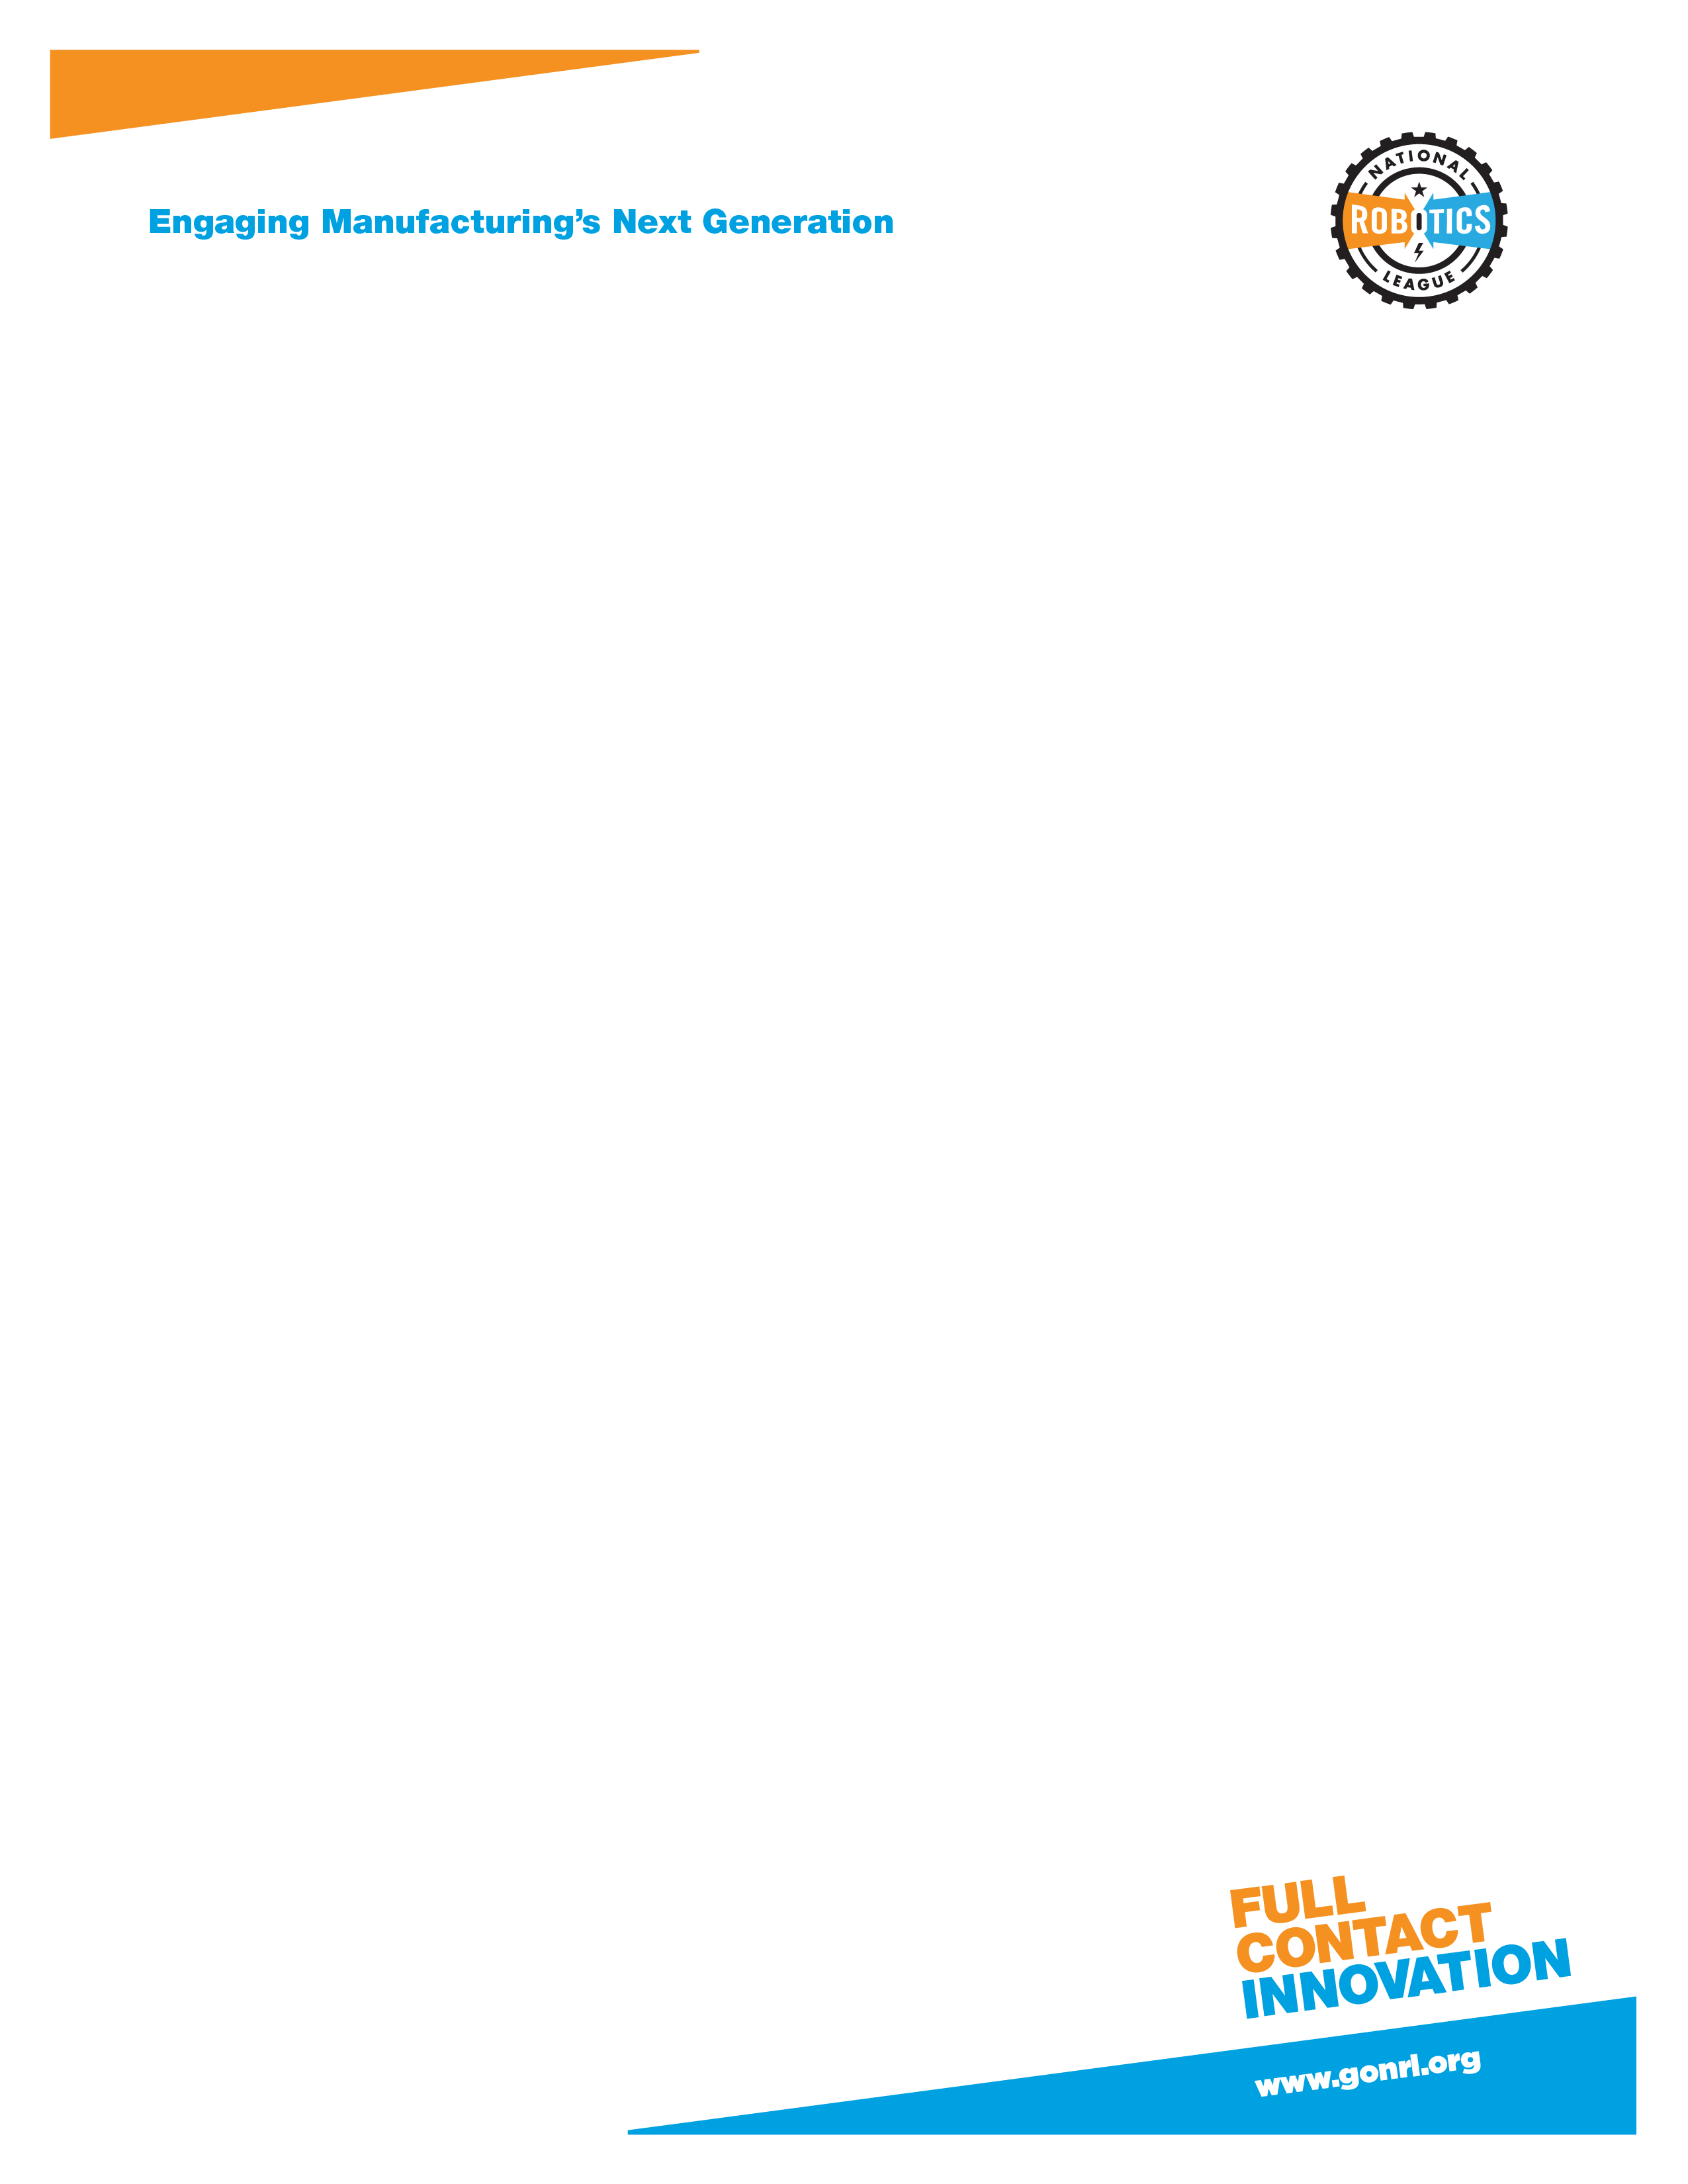 Engaging Manufacturing’s Next Generation
NATIONAL
ROBOTICS
LEAGUE
FULL
CONTACT
INNOVATION
www.gonrl.org